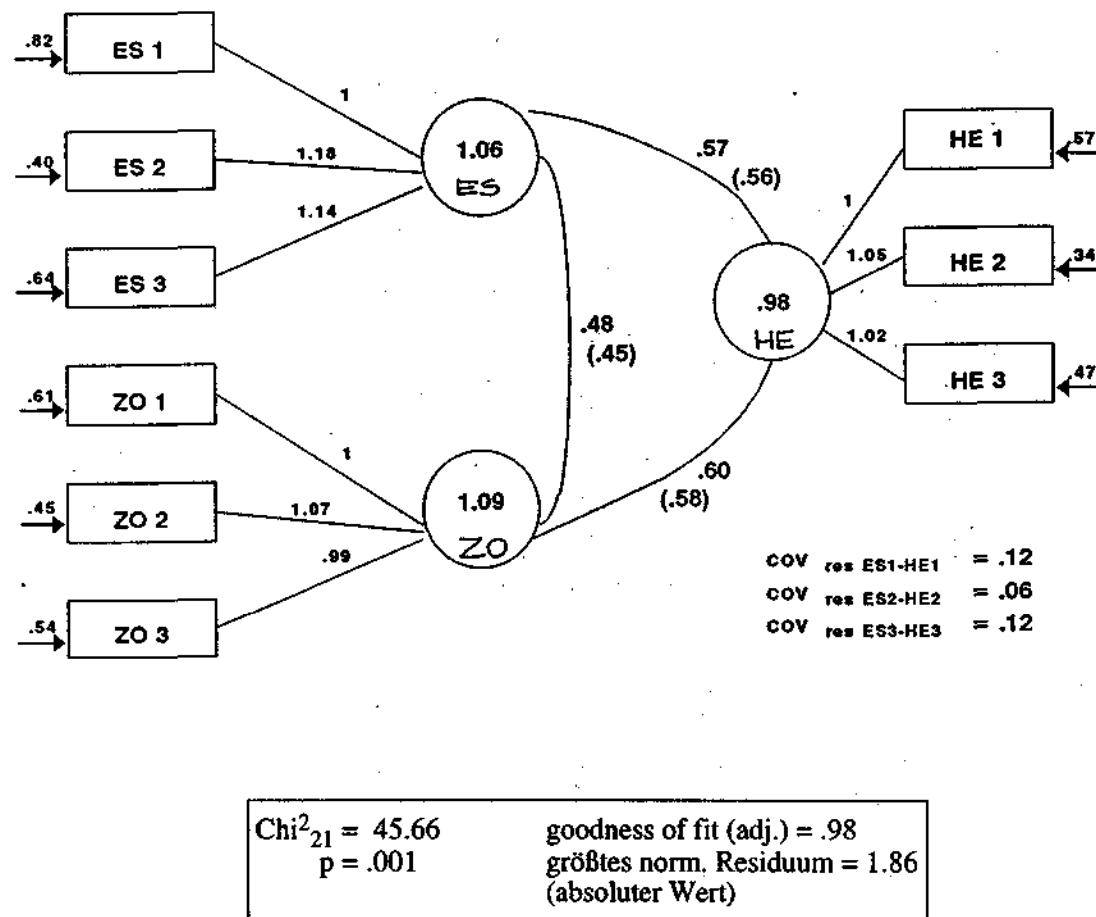 .82
ES 1
1
.40
ES 2
1.18
.64
ES 3
1.14
1.06
ES
.57
(.56)
.48
(.45)
.98
HE
HE 1
.57
1
HE 2
.34
1.05
HE 3
.47
1.02
.61
ZO 1
1
.45
ZO 2
1.07
.54
ZO 3
.99
1.09
ZO
.60
(.58)
cov res ES1-HE1 = .12
cov res ES2-HE2 = .06
cov res ES3-HE3 = .12
Chi²21 = 45.66 goodness of fit (adj.) = .98
p = .001 größtes norm. Residuum = 1.86
(absoluter Wert)